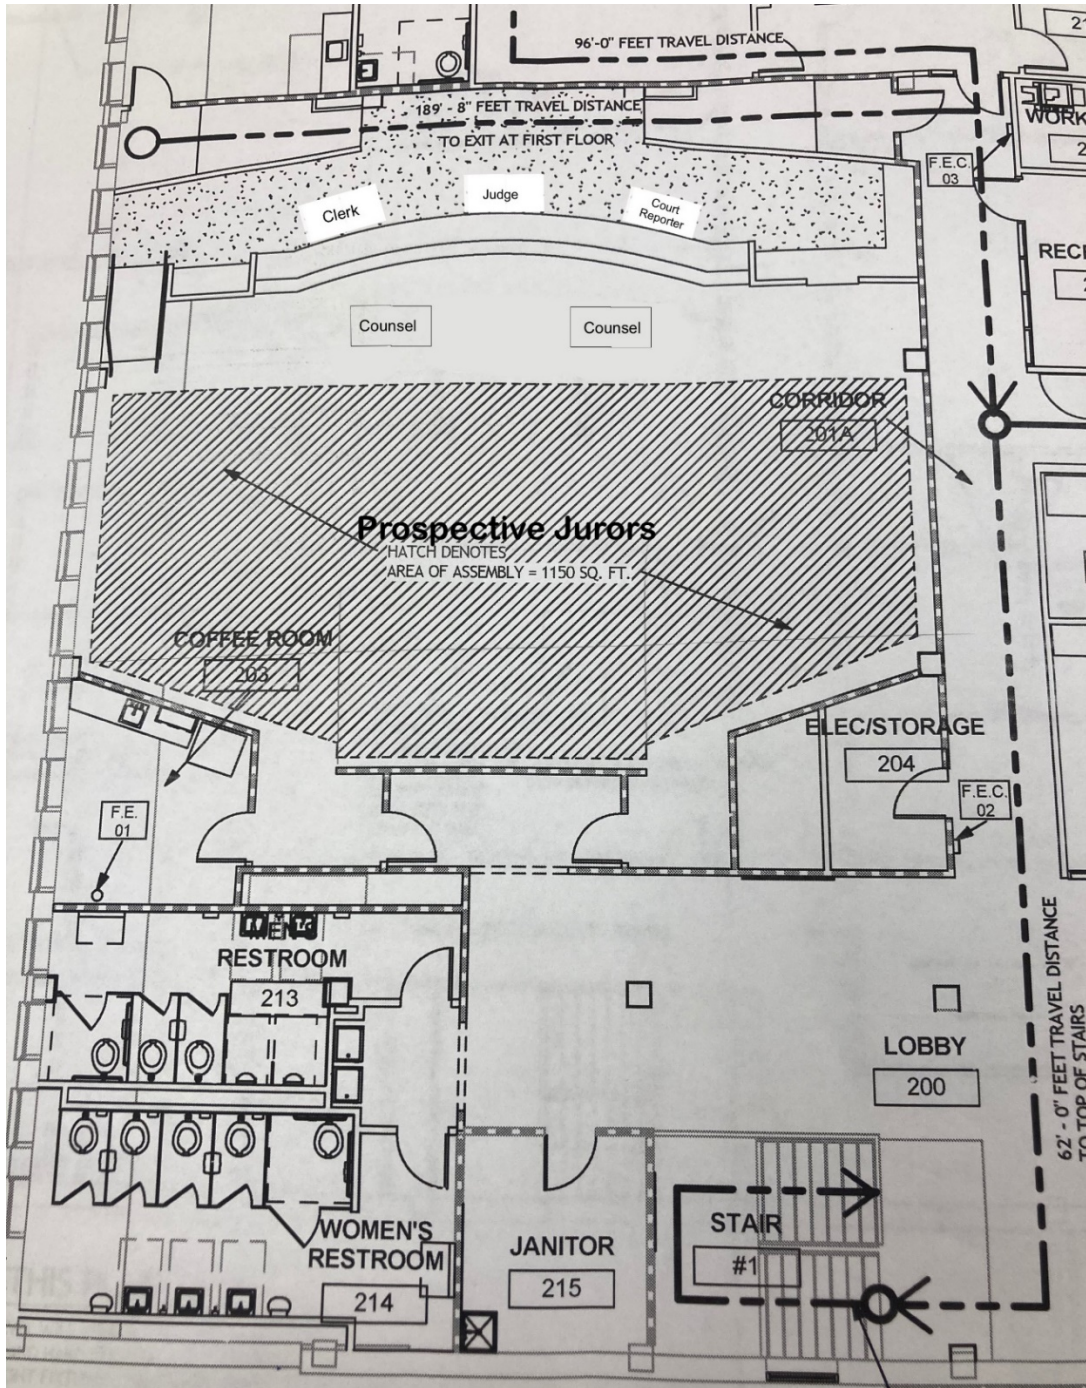 96'-0" FEET TRAVEL DISTANCE
189' - 8" FEET TRAVEL DISTANCE
TO EXIT AT FIRST FLOOR
F.E.C.
03
WORK
Clerk
Judge
Court
Reporter
Counsel
Counsel
CORRIDOR
201A
Prospective Jurors
HATCH DENOTES
AREA OF ASSEMBLY = 1150 SQ. FT.
COFFEE ROOM
203
ELEC/STORAGE
204
F.E.
01
F.E.C.
02
MEN'S
RESTROOM
213
LOBBY
200
62' - 0" FEET TRAVEL DISTANCE
TO TOP OF STAIRS
STAIR
#1
WOMEN'S
RESTROOM
214
JANITOR
215